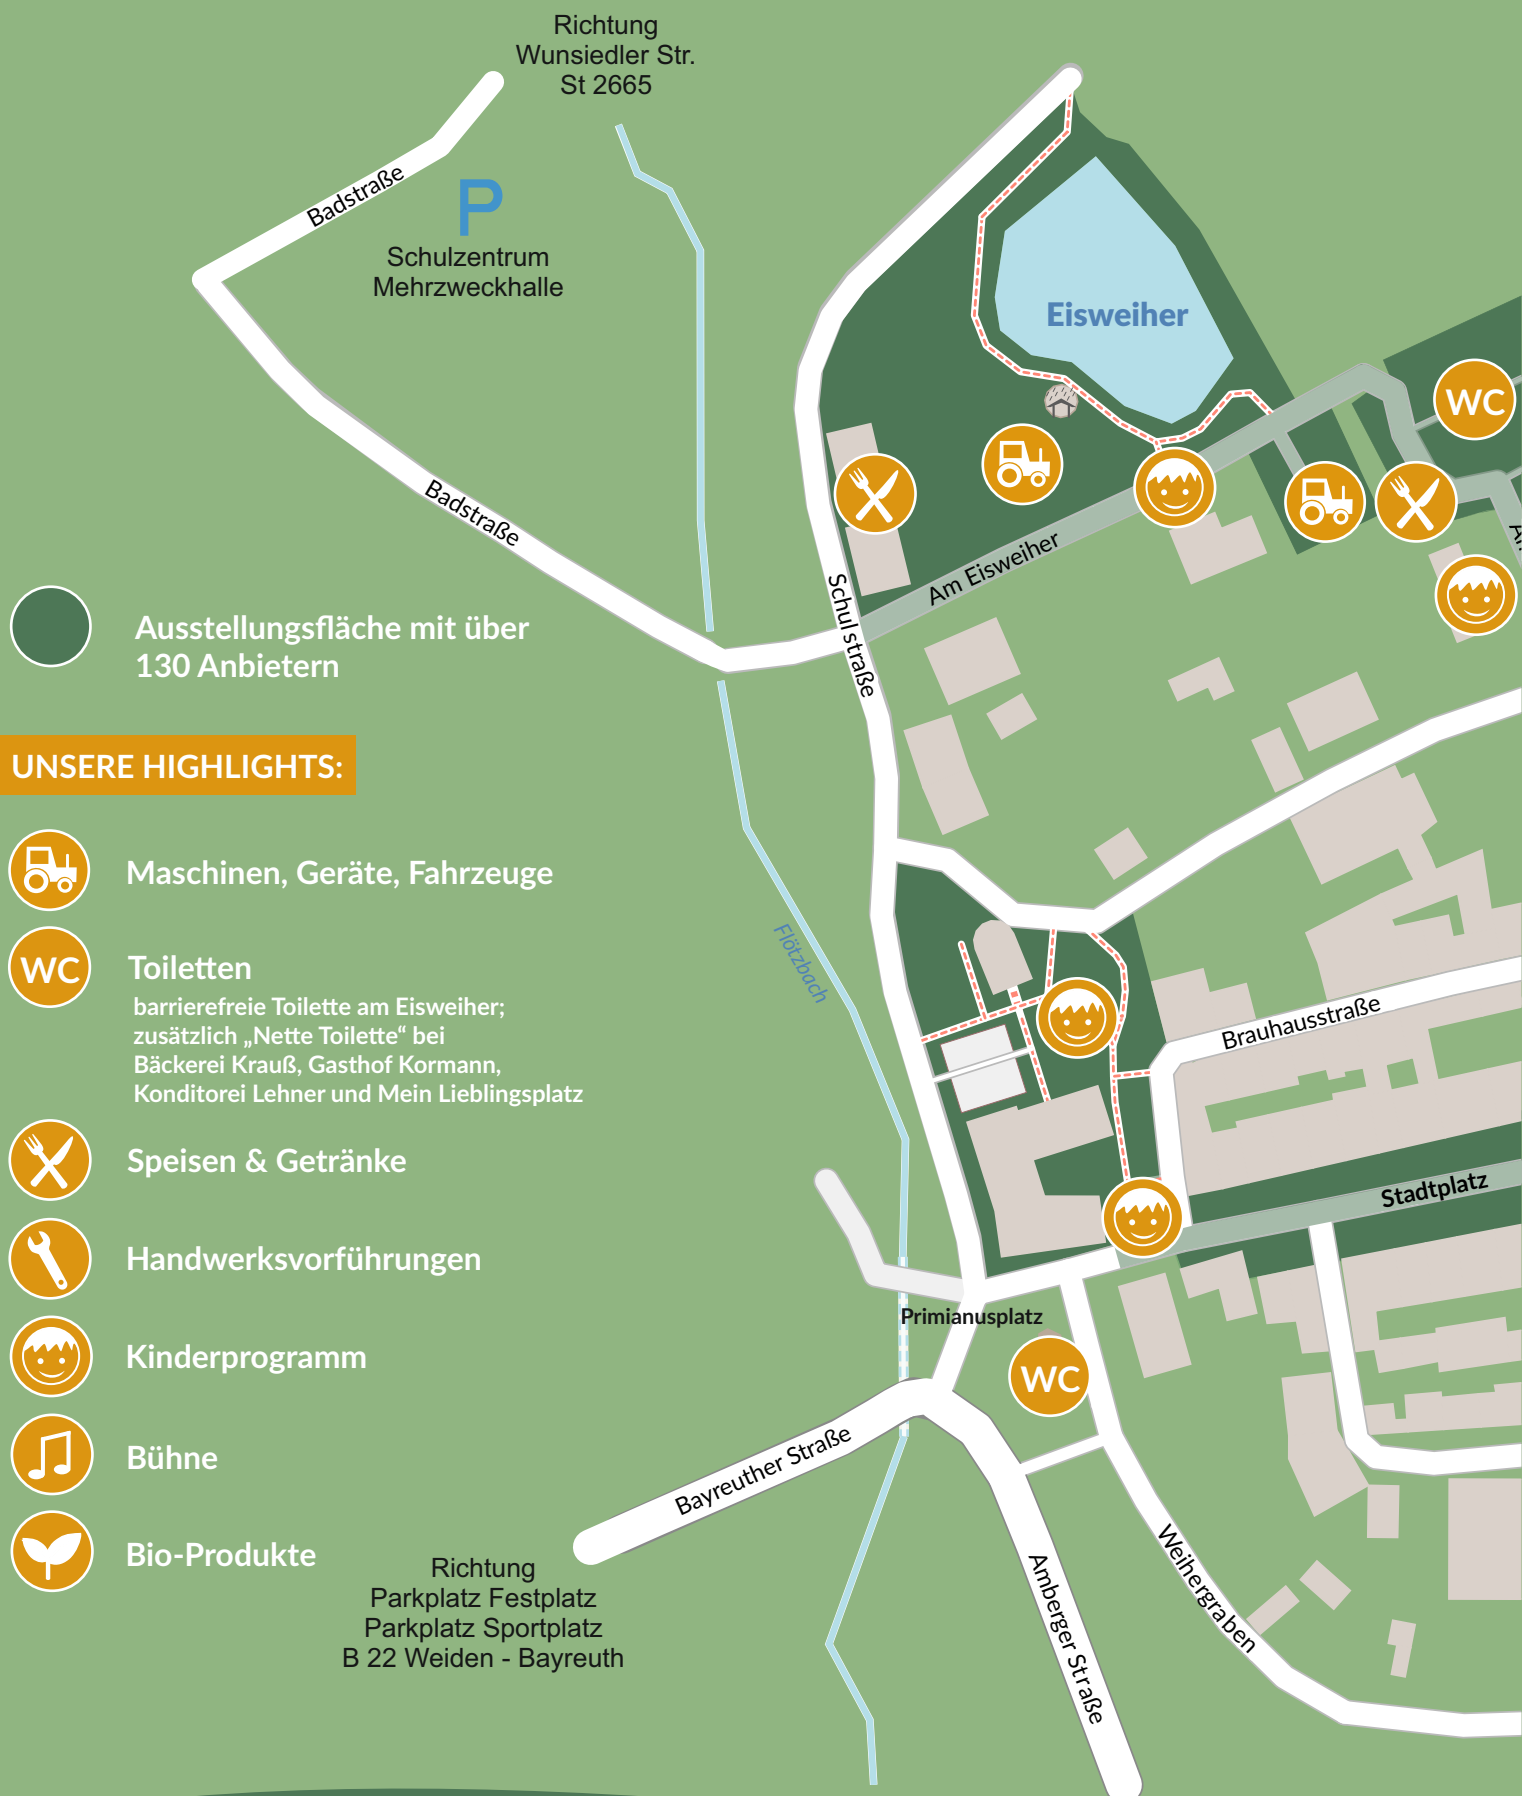 Richtung
Wunsiedler Str.
St 2665
Badstraße
P
Schulzentrum
Mehrzweckhalle
Eisweiher
WC
Badstraße
Am Eisweiher
Schulstraße
Ausstellungsfläche mit über
130 Anbietern
UNSERE HIGHLIGHTS:
Maschinen, Geräte, Fahrzeuge
WC
Toiletten
barrierefreie Toilette am Eisweiher;
zusätzlich „Nette Toilette“ bei
Bäckerei Krauß, Gasthof Kormann,
Konditorei Lehner und Mein Lieblingsplatz
Speisen & Getränke
Handwerksvorführungen
Kinderprogramm
Bühne
Bio-Produkte
Flötzbach
Brauhausstraße
Stadtplatz
Primianusplatz
WC
Bayreuther Straße
Richtung
Parkplatz Festplatz
Parkplatz Sportplatz
B 22 Weiden - Bayreuth
Amberger Straße
Weihergraben